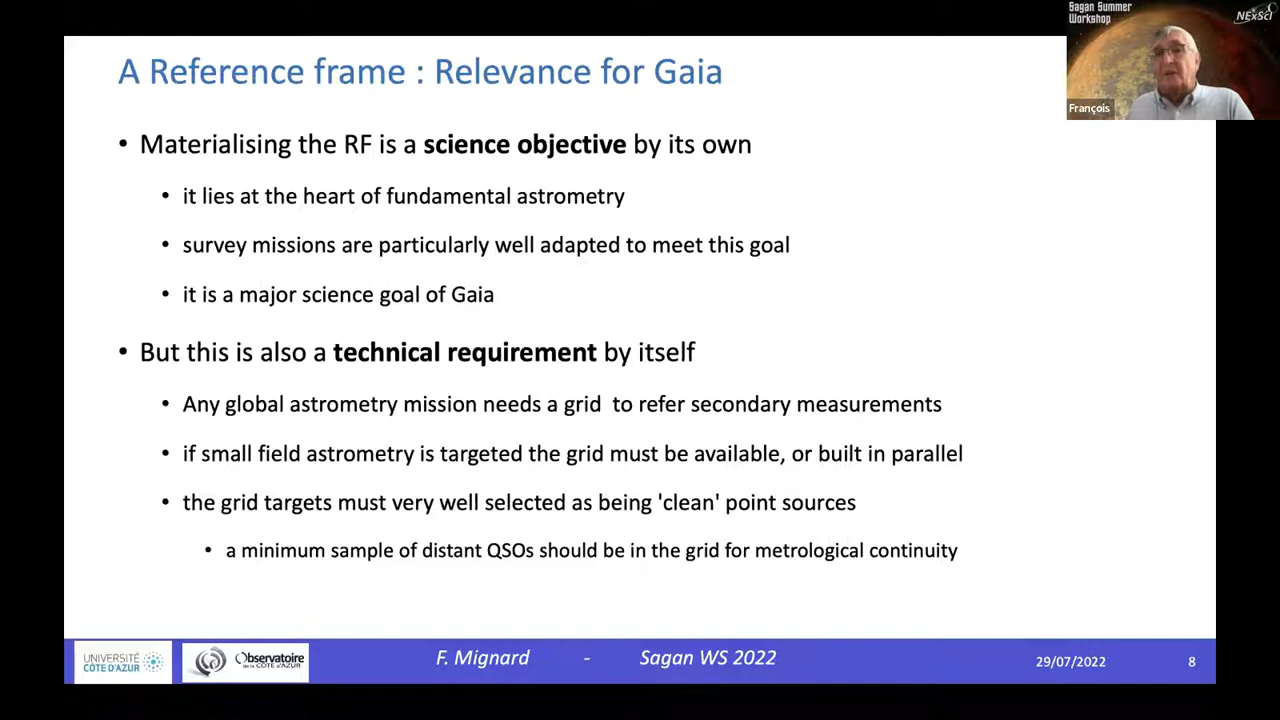 Sagan Summer
Workshop
NExScI
François
A Reference frame : Relevance for Gaia
• Materialising the RF is a science objective by its own
• it lies at the heart of fundamental astrometry
• survey missions are particularly well adapted to meet this goal
• it is a major science goal of Gaia
• But this is also a technical requirement by itself
• Any global astrometry mission needs a grid to refer secondary measurements
• if small field astrometry is targeted the grid must be available, or built in parallel
• the grid targets must very well selected as being 'clean' point sources
• a minimum sample of distant QSOs should be in the grid for metrological continuity
UNIVERSITÉ
CÔTE D'AZUR
Observatoire
de la CÔTE d'AZUR
F. Mignard - Sagan WS 2022
29/07/2022 8